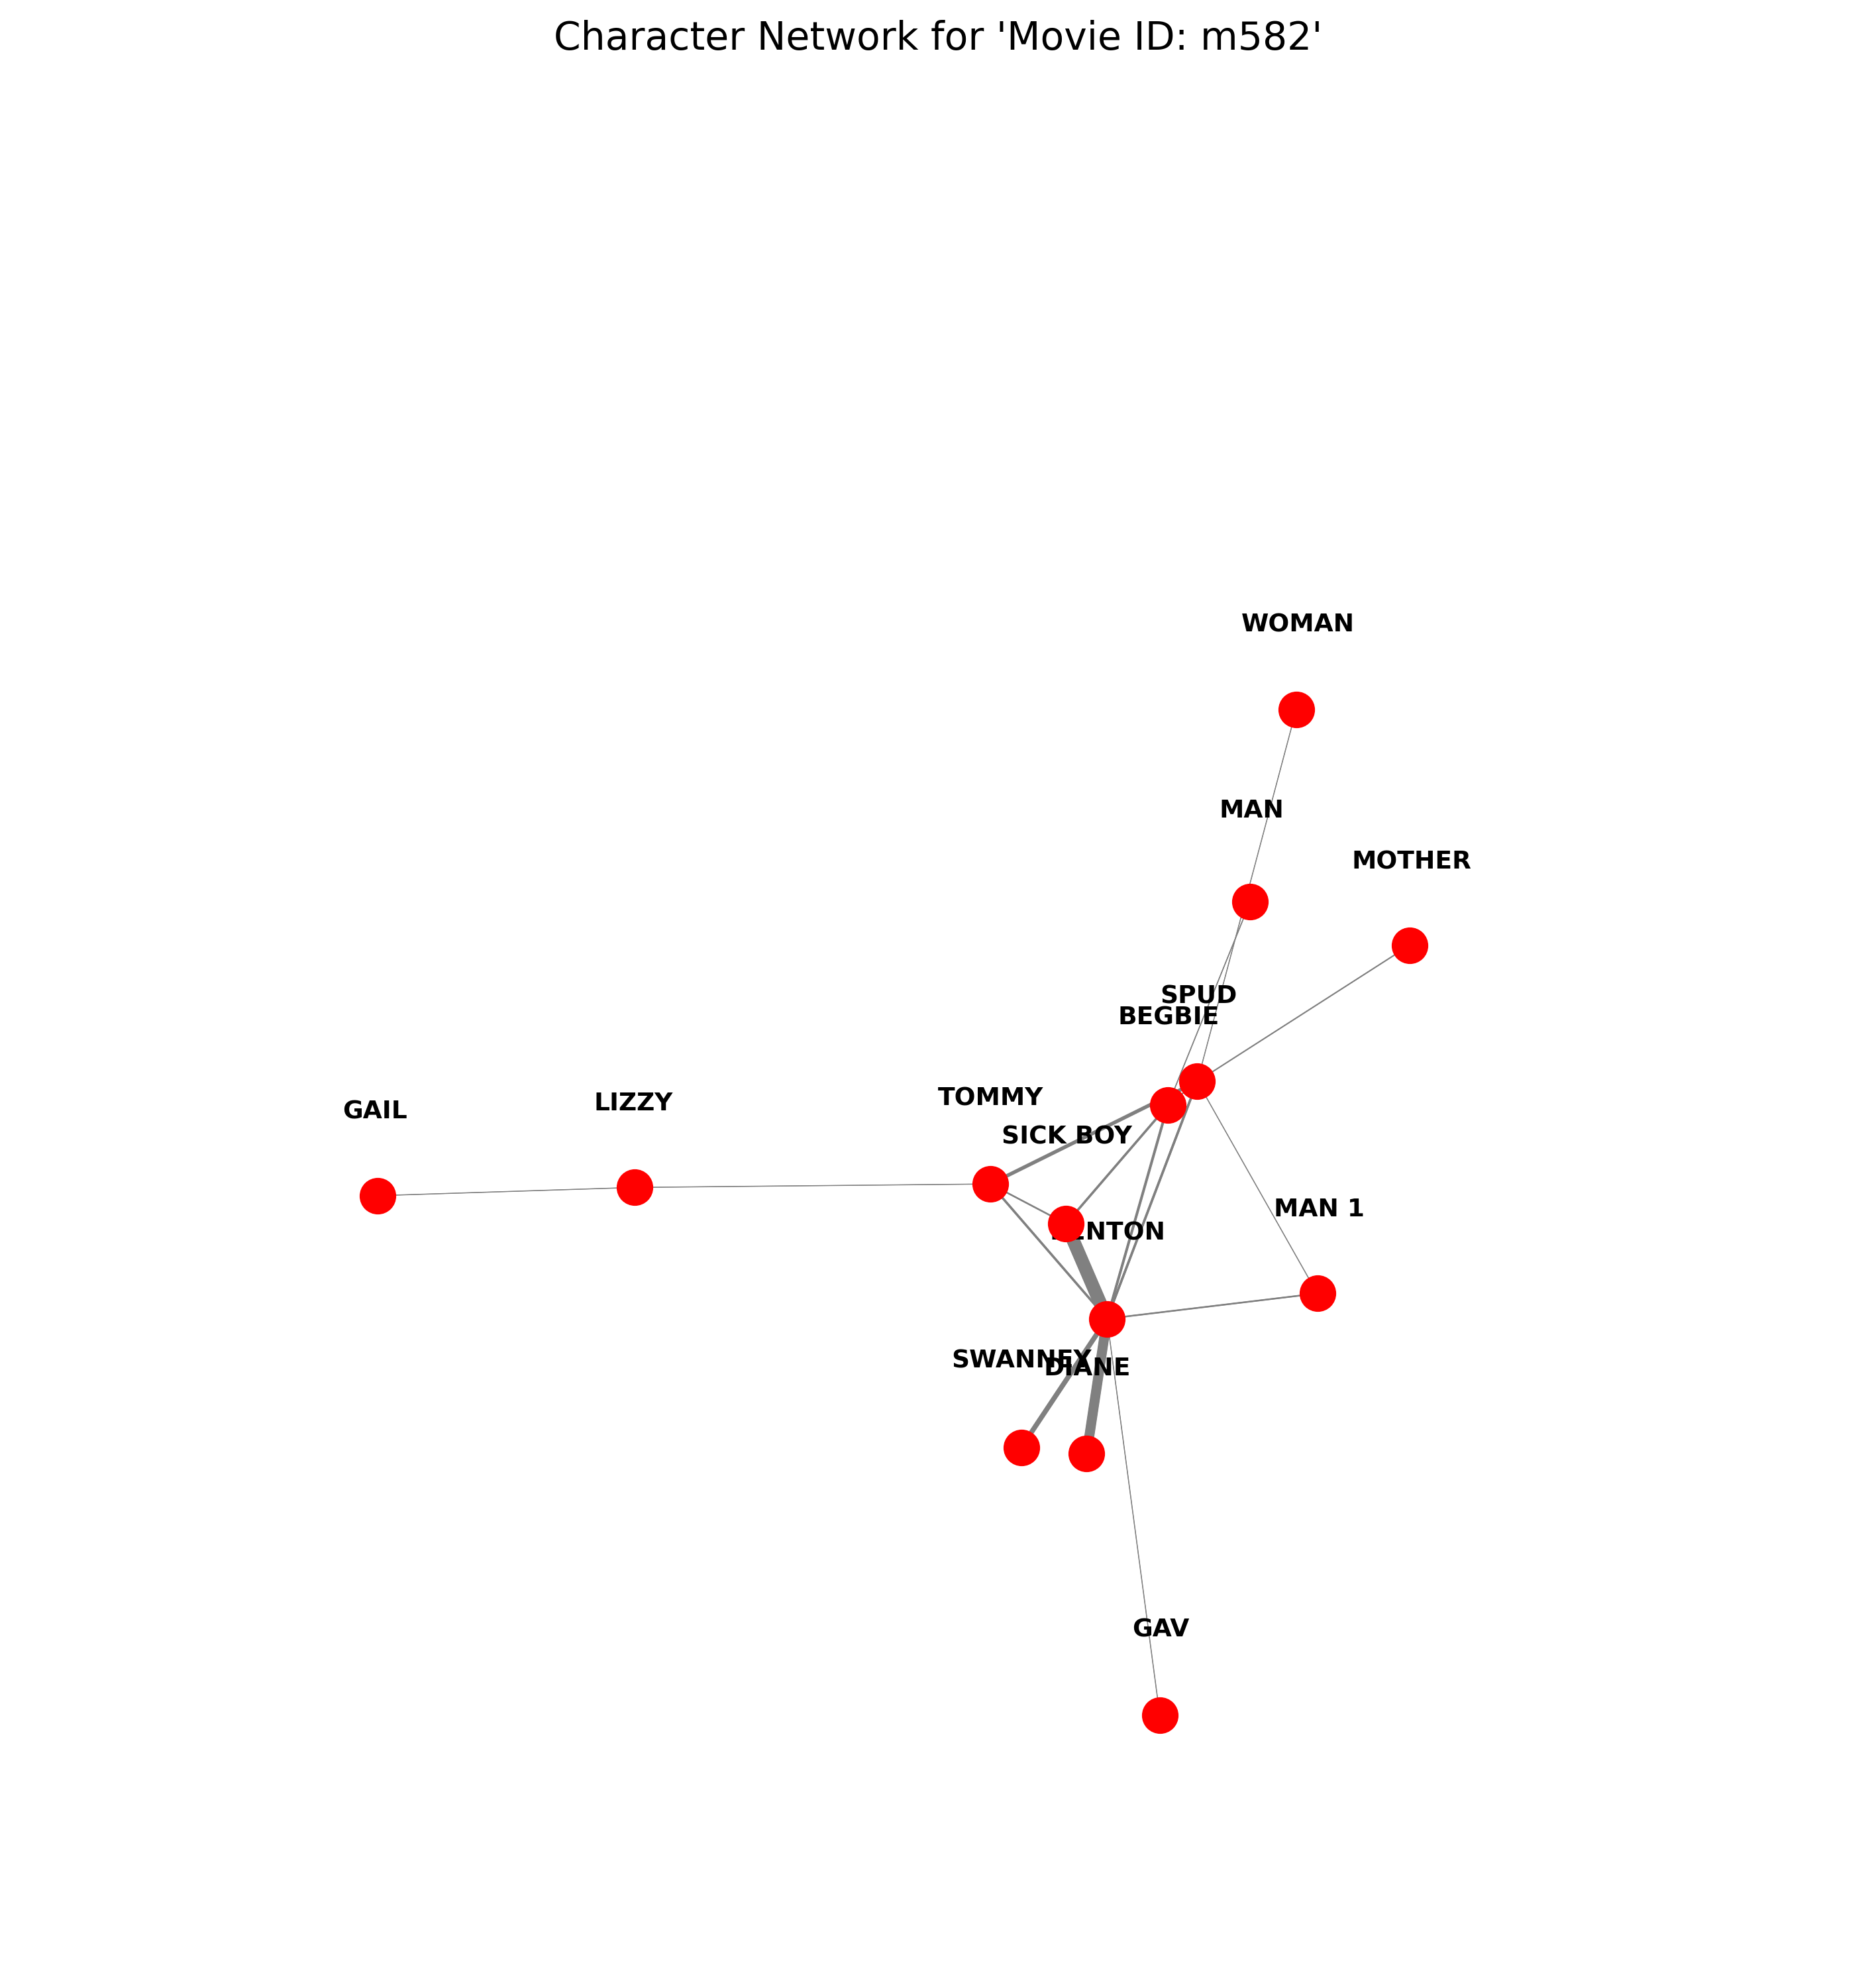 Character Network for 'Movie ID: m582'
WOMAN
MAN
MOTHER
SPUD
BEGBIE
TOMMY
LIZZY
GAIL
SICK BOY
MAN 1
SWANNEY
DIANE
GAV